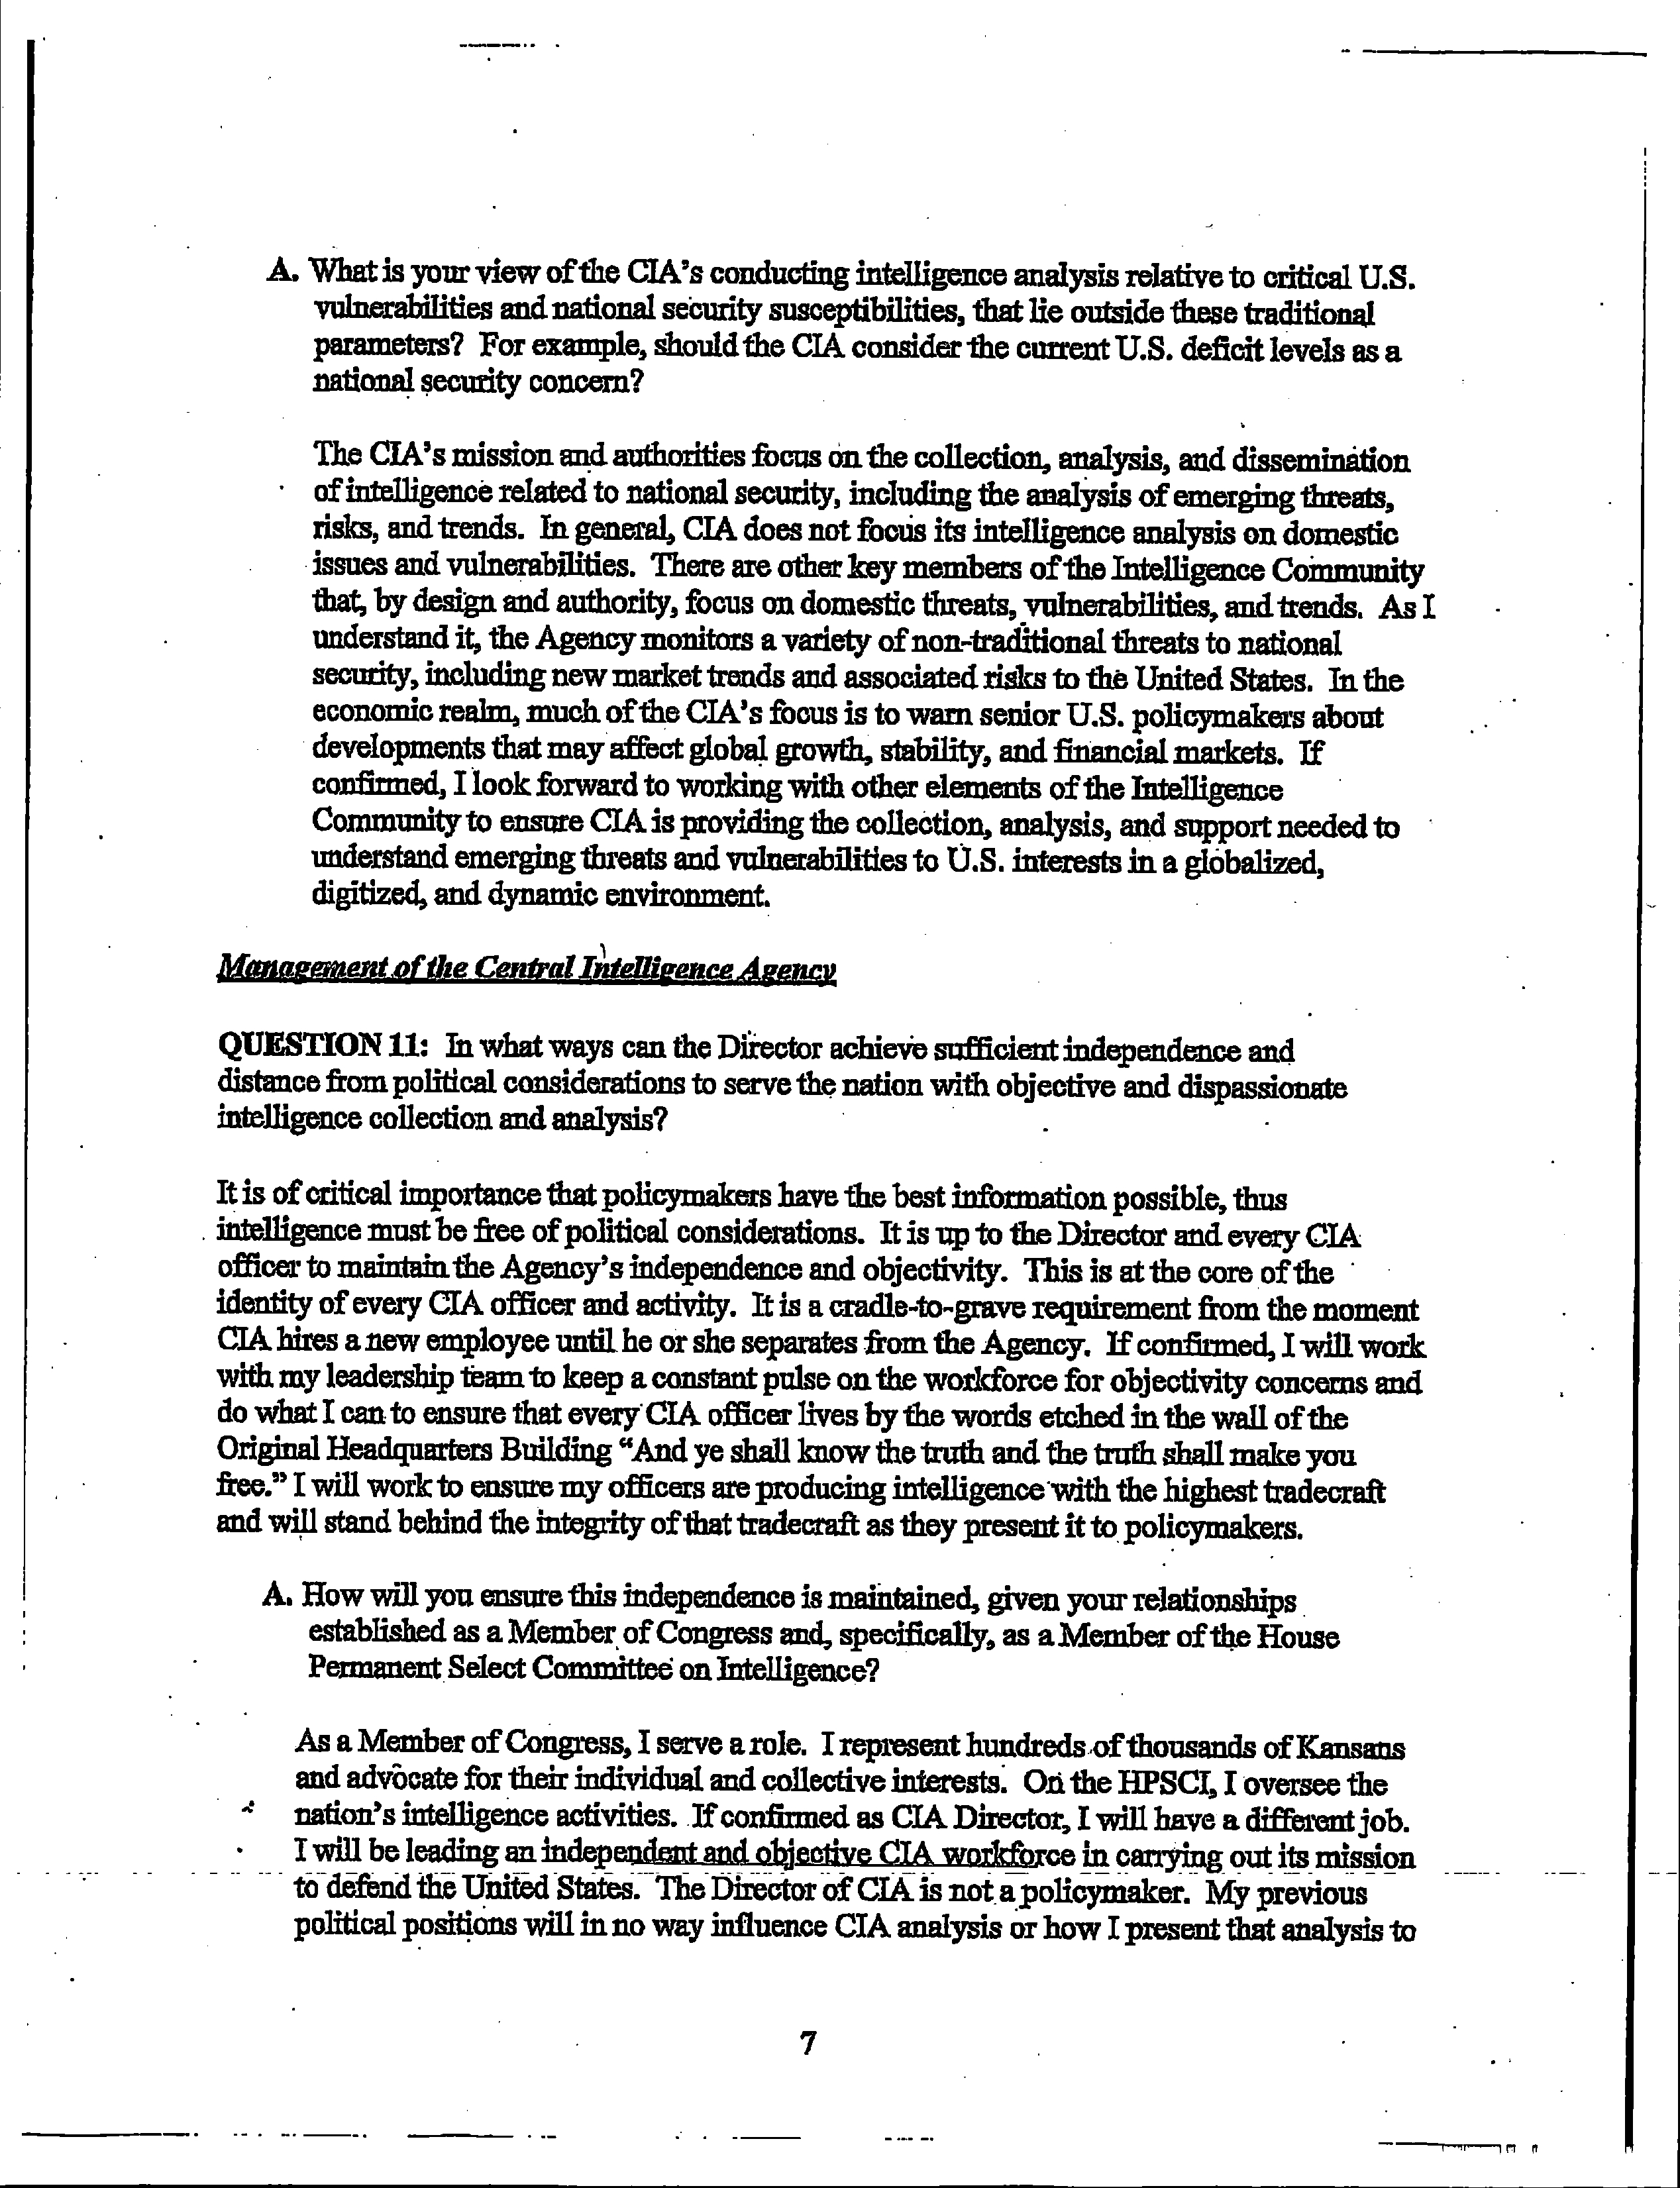 A. What is your view of the CIA's conducting intelligence analysis relative to critical U.S.
vulnerabilities and national security susceptibilities, that lie outside these traditional
parameters? For example, should the CIA consider the current U.S. deficit levels as a
national security concern?
The CIA's mission and authorities focus on the collection, analysis, and dissemination
of intelligence related to national security, including the analysis of emerging threats,
risks, and trends. In general, CIA does not focus its intelligence analysis on domestic
issues and vulnerabilities. There are other key members of the Intelligence Community
that, by design and authority, focus on domestic threats, vulnerabilities, and trends. As I
understand it, the Agency monitors a variety of non-traditional threats to national
security, including new market trends and associated risks to the United States. In the
economic realm, much of the CIA's focus is to warn senior U.S. policymakers about
developments that may affect global growth, stability, and financial markets. If
confirmed, I look forward to working with other elements of the Intelligence
Community to ensure CIA is providing the collection, analysis, and support needed to
understand emerging threats and vulnerabilities to U.S. interests in a globalized,
digitized, and dynamic environment.
Management of the Central Intelligence Agency
QUESTION 11: In what ways can the Director achieve sufficient independence and
distance from political considerations to serve the nation with objective and dispassionate
intelligence collection and analysis?
It is of critical importance that policymakers have the best information possible, thus
intelligence must be free of political considerations. It is up to the Director and every CIA
officer to maintain the Agency's independence and objectivity. This is at the core of the
identity of every CIA officer and activity. It is a cradle-to-grave requirement from the moment
CIA hires a new employee until he or she separates from the Agency. If confirmed, I will work
with my leadership team to keep a constant pulse on the workforce for objectivity concerns and
do what I can to ensure that every CIA officer lives by the words etched in the wall of the
Original Headquarters Building "And ye shall know the truth and the truth shall make you
free." I will work to ensure my officers are producing intelligence with the highest tradecraft
and will stand behind the integrity of that tradecraft as they present it to policymakers.
A. How will you ensure this independence is maintained, given your relationships
established as a Member of Congress and, specifically, as a Member of the House
Permanent Select Committee on Intelligence?
As a Member of Congress, I serve a role. I represent hundreds of thousands of Kansans
and advocate for their individual and collective interests. On the HPSCI, I oversee the
nation's intelligence activities. If confirmed as CIA Director, I will have a different job.
I will be leading an independent and objective CIA workforce in carrying out its mission
to defend the United States. The Director of CIA is not a policymaker. My previous
political positions will in no way influence CIA analysis or how I present that analysis to
7